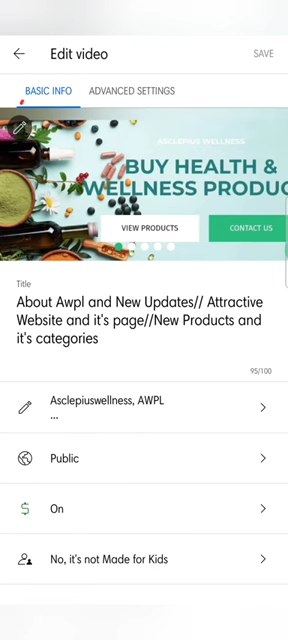 Edit video
SAVE
BASIC INFO
ADVANCED SETTINGS
ASCLEPIUS WELLNESS
BUY HEALTH &
WELLNESS PRODUC
VIEW PRODUCTS
CONTACT US
Title
About Awpl and New Updates// Attractive
Website and it's page//New Products and
it's categories
95/100
Asclepiuswellness, AWPL
...
Public
On
No, it's not Made for Kids